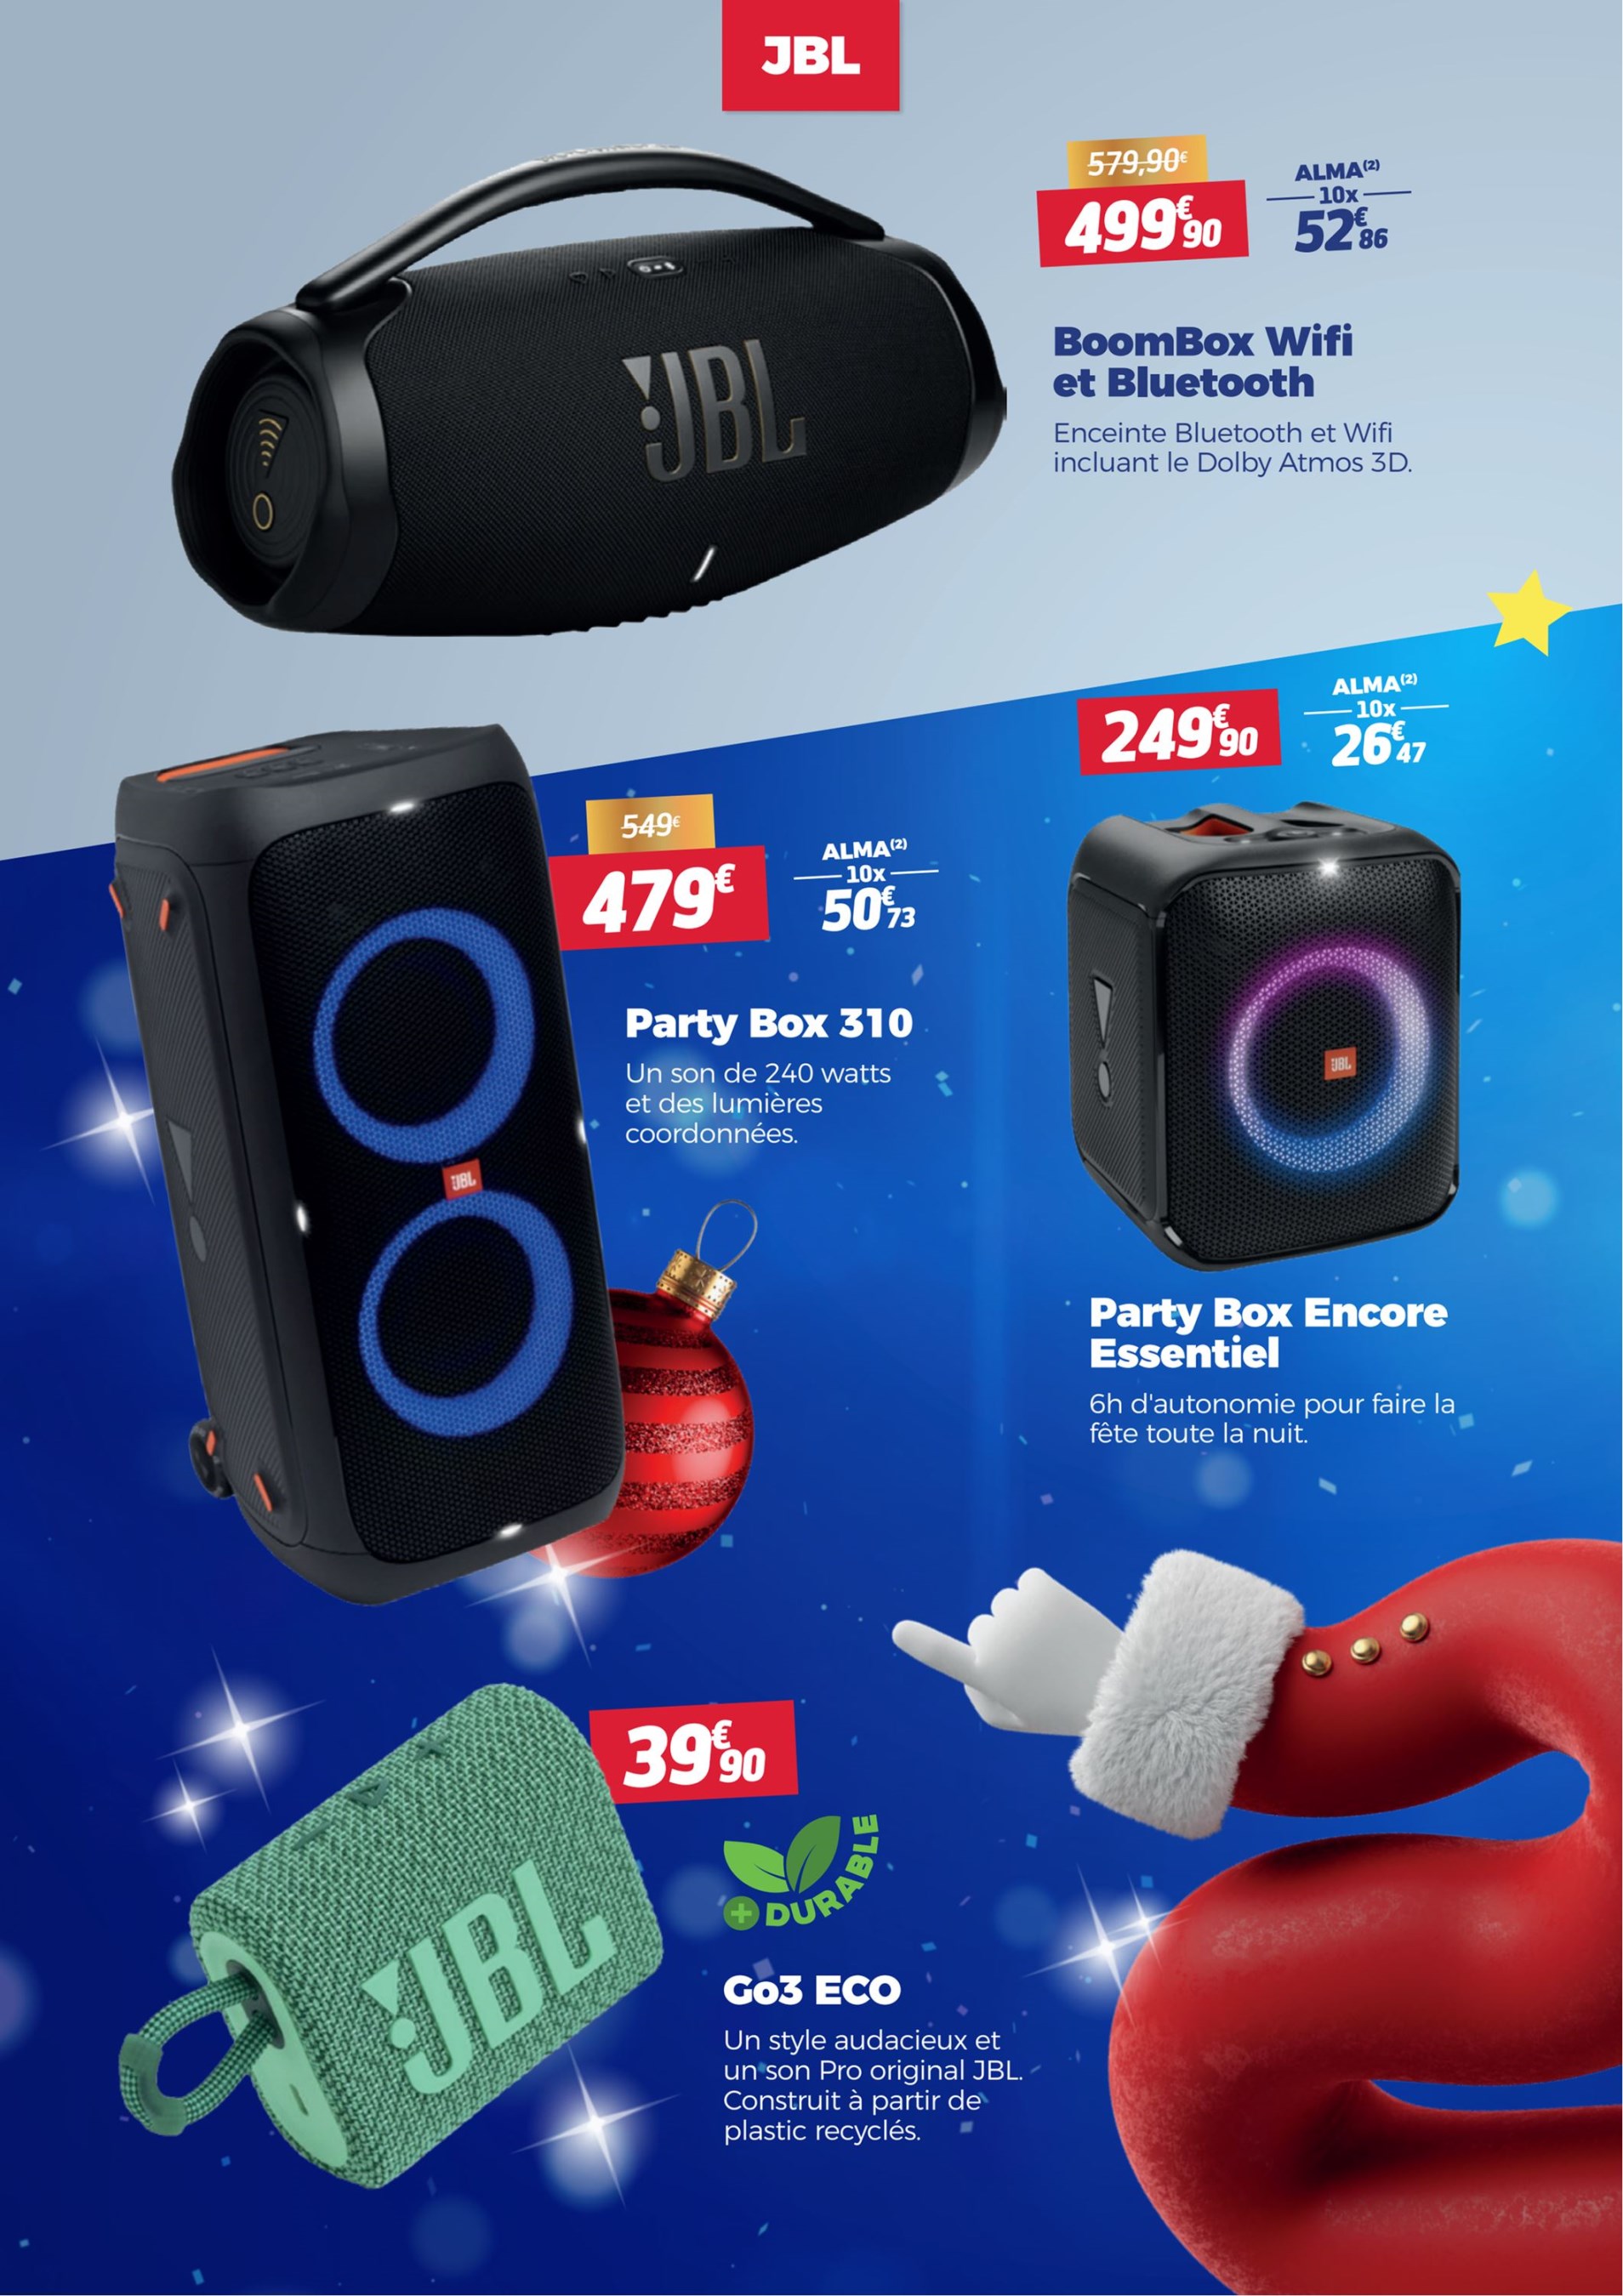 JBL
579,90€
499€90
ALMA(2)
10x
52€86
JBL
BoomBox Wifi
et Bluetooth
Enceinte Bluetooth et Wifi
incluant le Dolby Atmos 3D.
249€90
ALMA(2)
10x
26€47
549€
479€
ALMA(2)
10x
50€73
Party Box 310
Un son de 240 watts
et des lumières
coordonnées.
JBL
JBL
Party Box Encore
Essentiel
6h d'autonomie pour faire la
fête toute la nuit.
39€90
+ DURABLE
JBL
Go3 ECO
Un style audacieux et
un son Pro original JBL.
Construit à partir de
plastic recyclés.